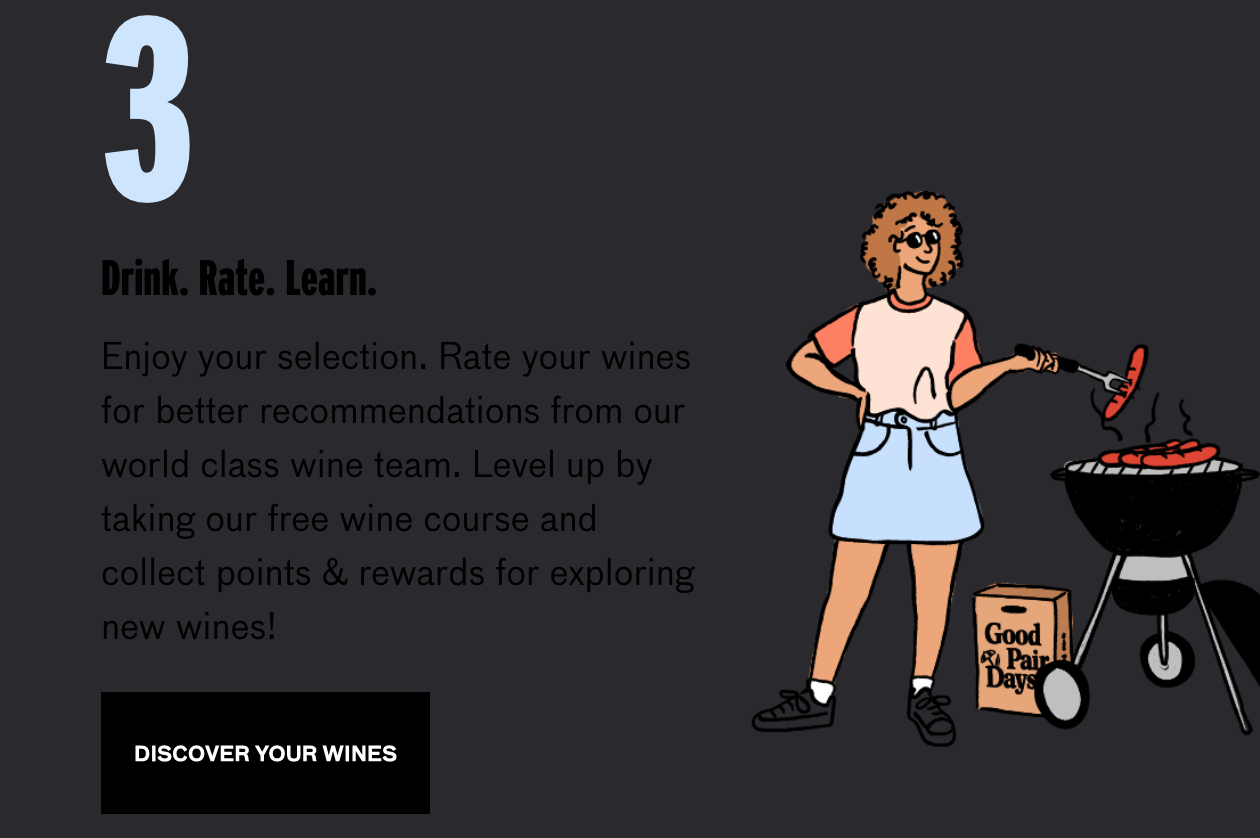 3
Drink. Rate. Learn.
Enjoy your selection. Rate your wines
for better recommendations from our
world class wine team. Level up by
taking our free wine course and
collect points & rewards for exploring
new wines!
DISCOVER YOUR WINES
Good
Pair
Days